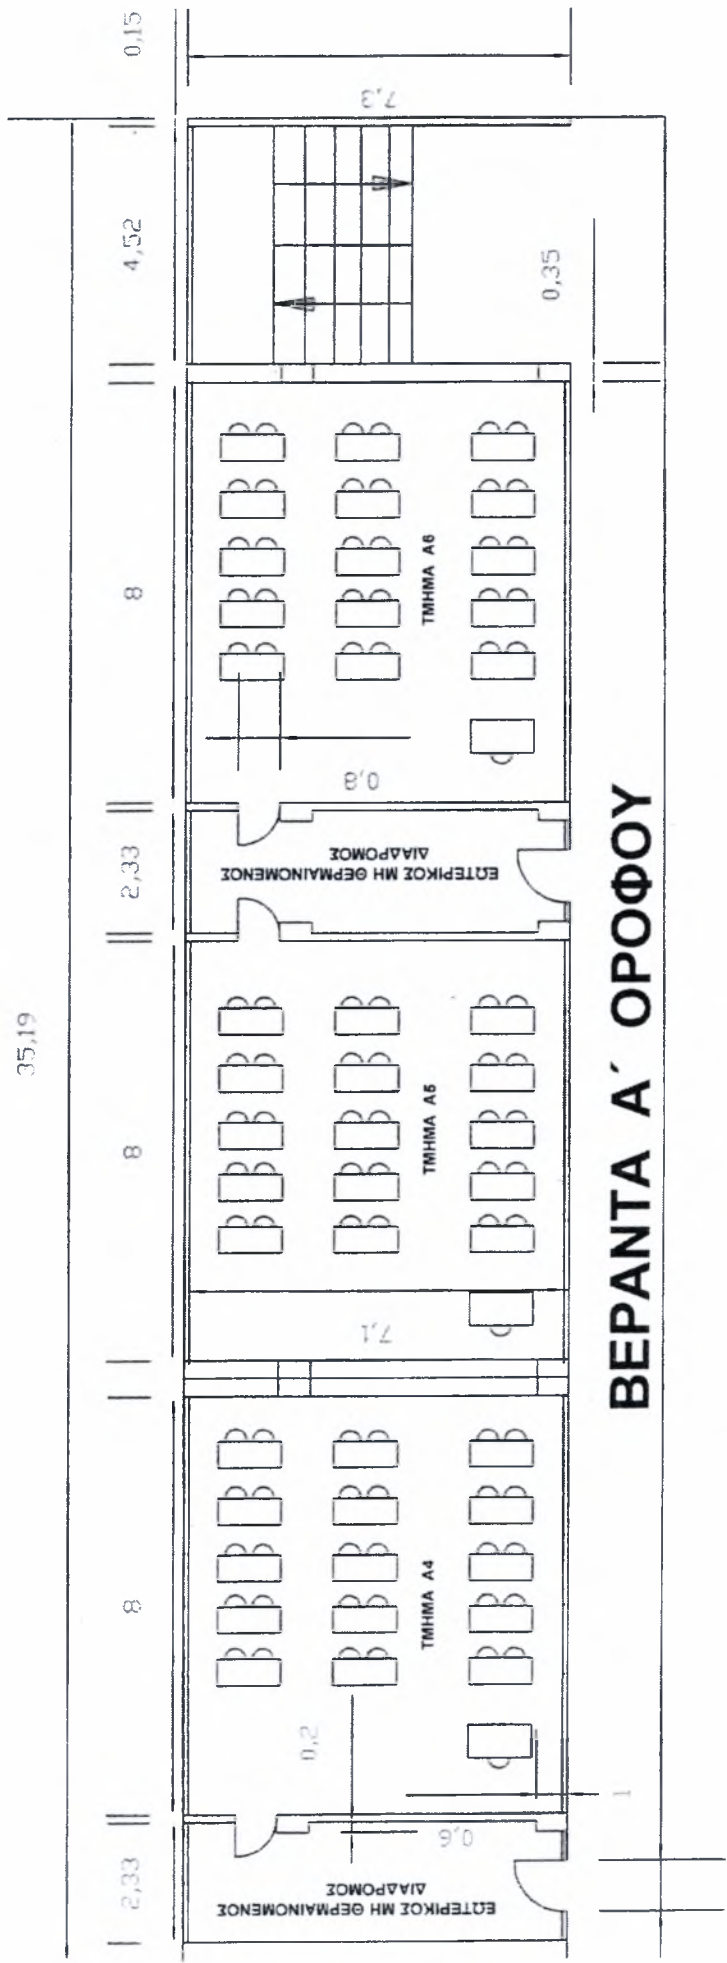 35,19
2,33
8
8
2,33
8
4,52
0,15
7,3
ΕΩΤΕΡΙΚΟΣ ΜΗ ΘΕΡΜΑΙΝΟΜΕΝΟΣ
ΔΙΑΔΡΟΜΟΣ
0,6
0,2
1
ΤΜΗΜΑ Α4
7,1
ΤΜΗΜΑ Α5
ΕΩΤΕΡΙΚΟΣ ΜΗ ΘΕΡΜΑΙΝΟΜΕΝΟΣ
ΔΙΑΔΡΟΜΟΣ
0,8
ΤΜΗΜΑ Α6
0,35
ΒΕΡΑΝΤΑ Α΄ ΟΡΟΦΟΥ